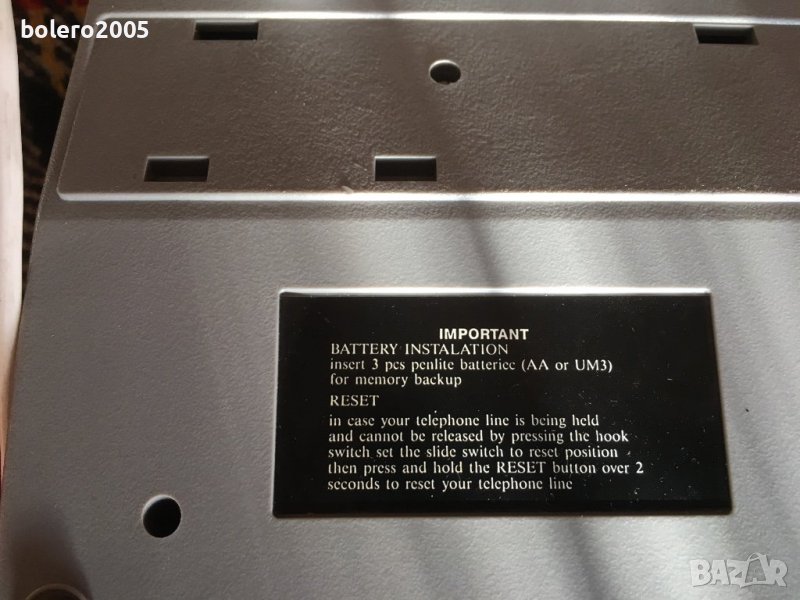 bolero2005
IMPORTANT
BATTERY INSTALATION
insert 3 pcs penlite batteriec (AA or UM3)
for memory backup
RESET
in case your telephone line is being held
and cannot be released by pressing the hook
switch set the slide switch to reset position
then press and hold the RESET button over 2
seconds to reset your telephone line
BAZAR